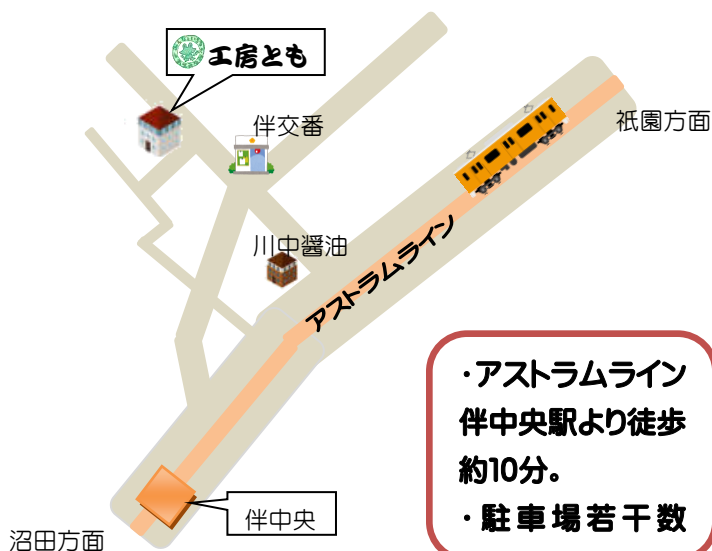 工房とも
伴交番
祇園方面
川中醤油
アストラムライン
・アストラムライン
伴中央駅より徒歩
約10分。
・駐車場若干数
伴中央
沼田方面